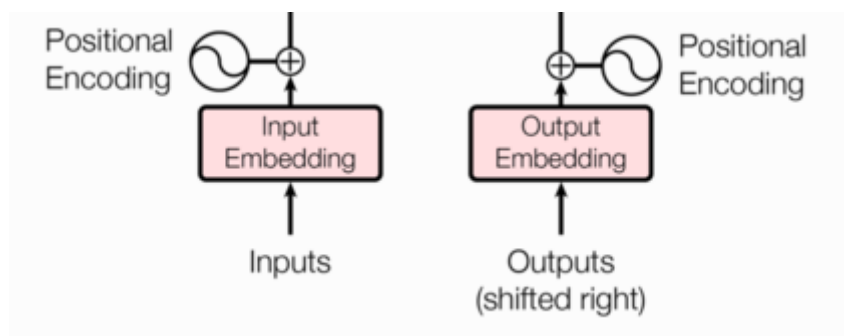 Positional
Encoding
Input
Embedding
Inputs
Output
Embedding
Outputs
(shifted right)
Positional
Encoding